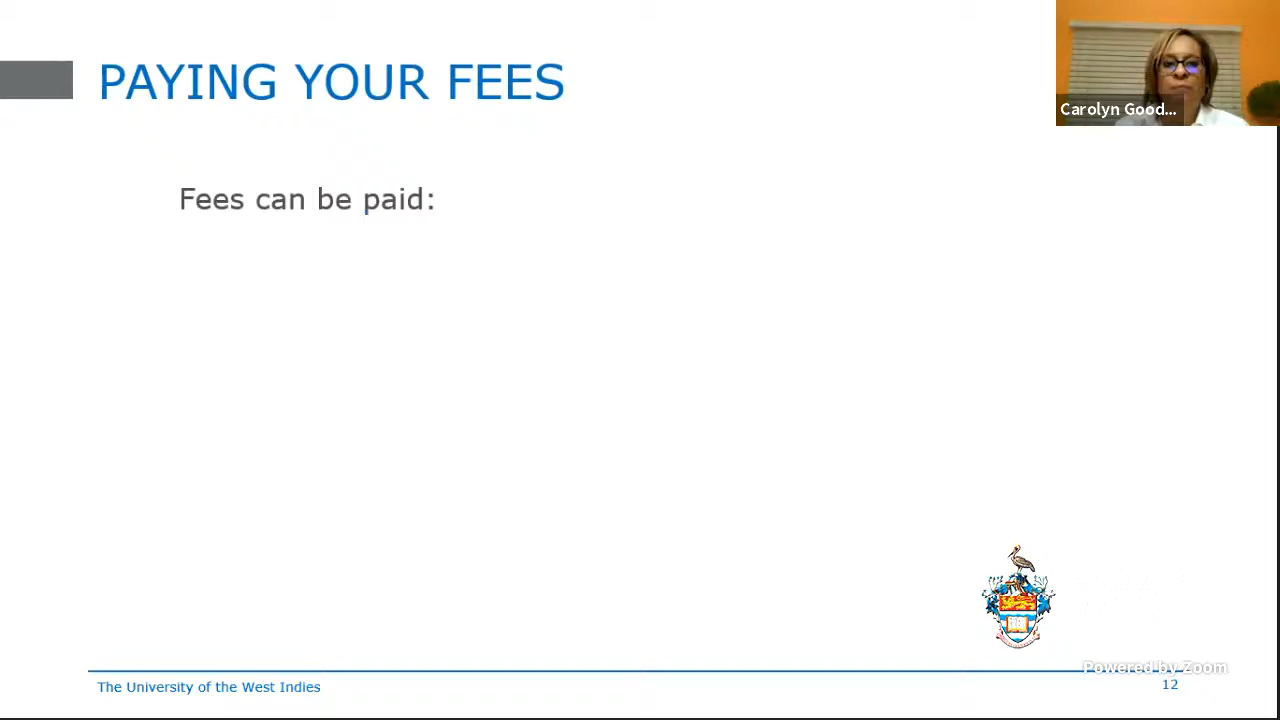 PAYING YOUR FEES
Carolyn Good...
Fees can be paid:
Powered by Zoom
The University of the West Indies
12